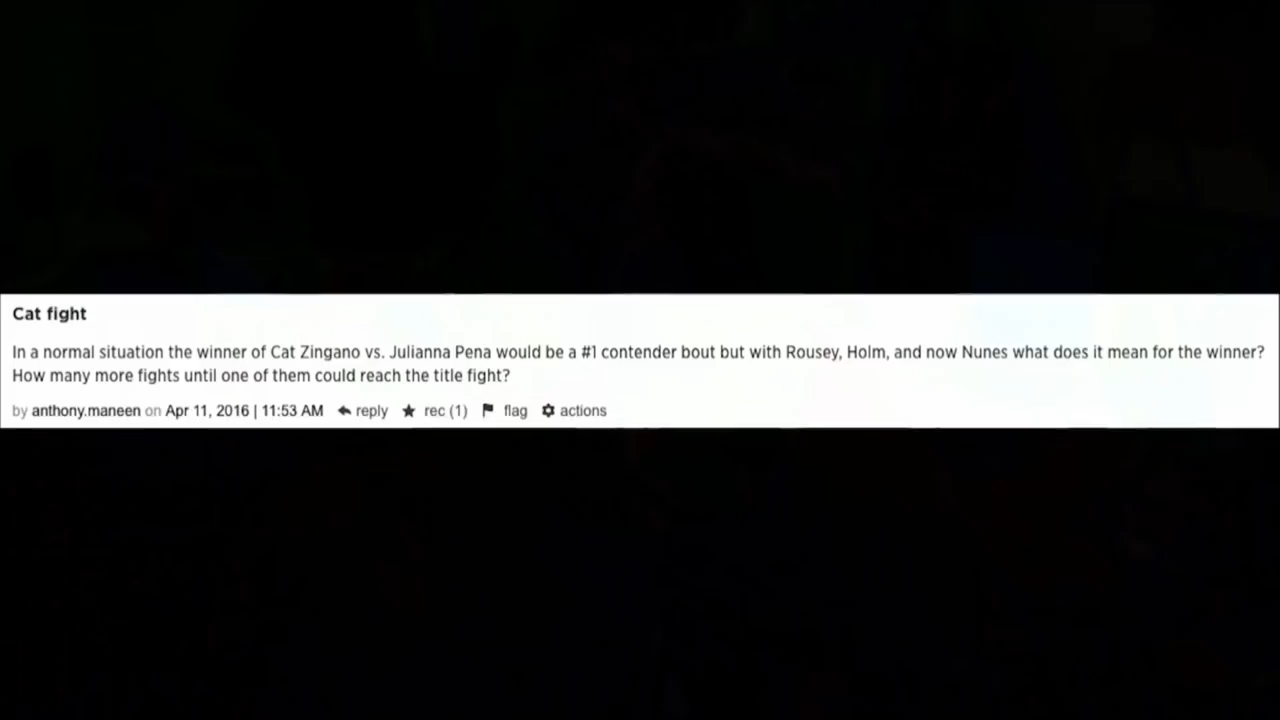 Cat fight
In a normal situation the winner of Cat Zingano vs. Julianna Pena would be a #1 contender bout but with Rousey, Holm, and now Nunes what does it mean for the winner?
How many more fights until one of them could reach the title fight?
by anthony.maneen on Apr 11, 2016 | 11:53 AM reply rec (1) flag actions